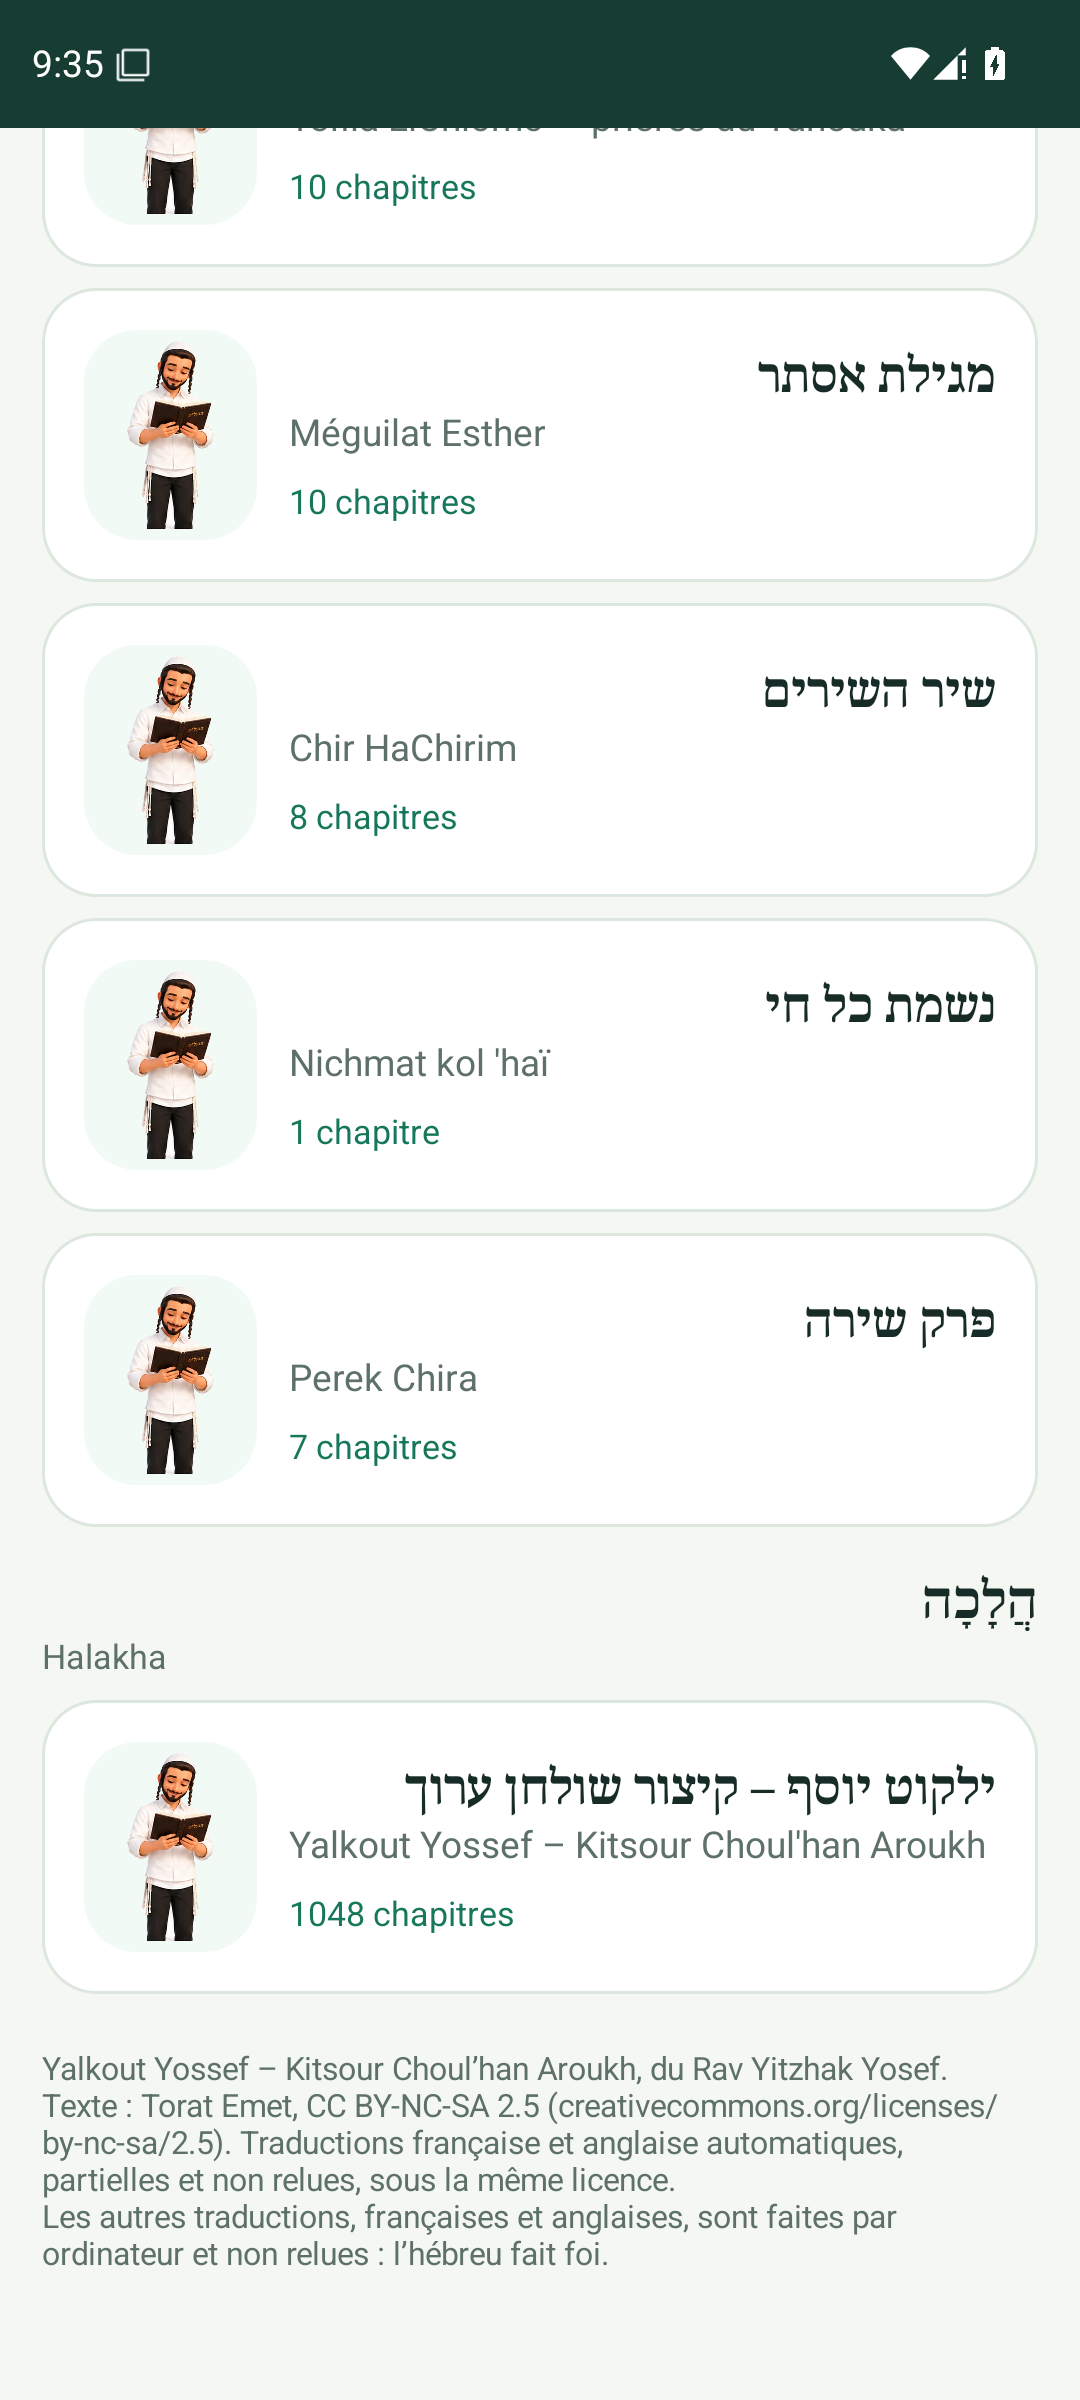 9:35
10 chapitres
מגילת אסתר
Méguilat Esther
10 chapitres
שיר השירים
Chir HaChirim
8 chapitres
נשמת כל חי
Nichmat kol 'haï
1 chapitre
פרק שירה
Perek Chira
7 chapitres
הֲלָכָה
Halakha
ילקוט יוסף – קיצור שולחן ערוך
Yalkout Yossef – Kitsour Choul'han Aroukh
1048 chapitres
Yalkout Yossef – Kitsour Choul’han Aroukh, du Rav Yitzhak Yosef.
Texte : Torat Emet, CC BY-NC-SA 2.5 (creativecommons.org/licenses/
by-nc-sa/2.5). Traductions française et anglaise automatiques,
partielles et non relues, sous la même licence.
Les autres traductions, françaises et anglaises, sont faites par
ordinateur et non relues : l’hébreu fait foi.